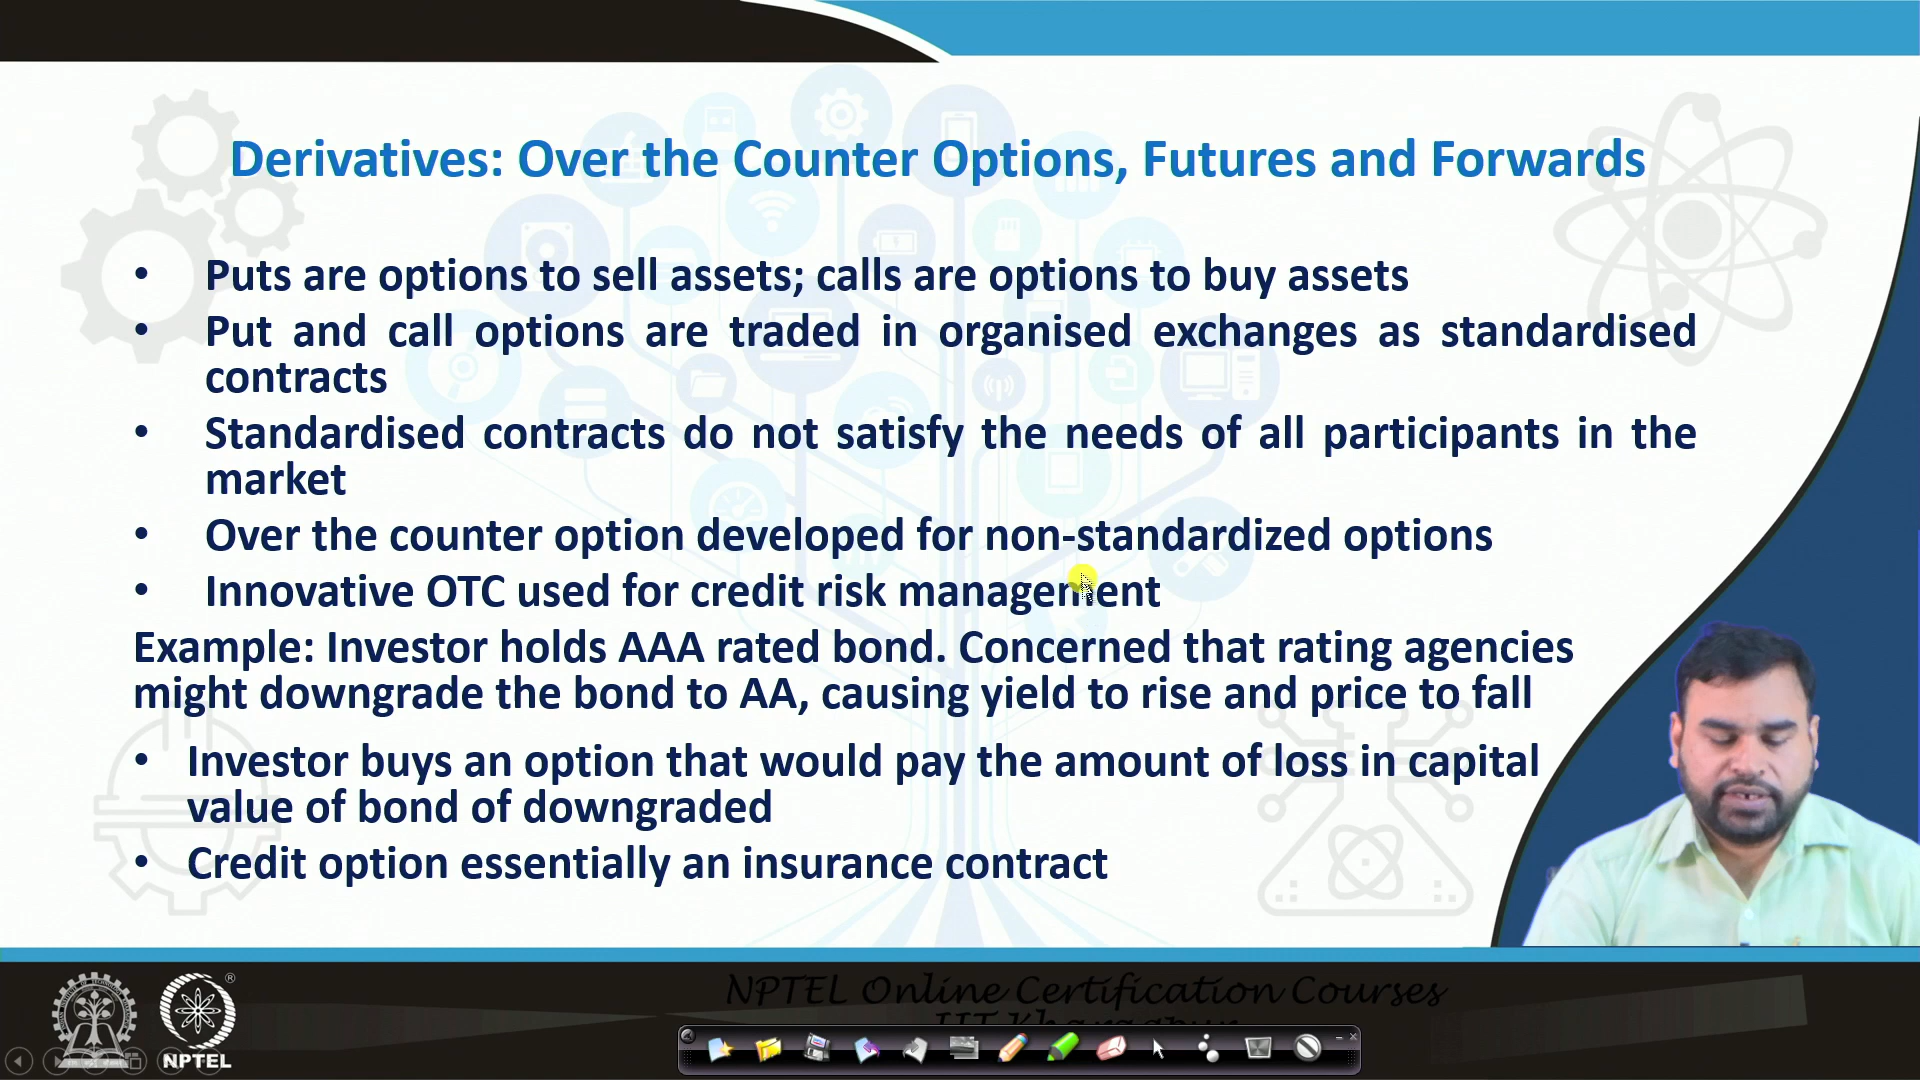 Derivatives: Over the Counter Options, Futures and Forwards
• Puts are options to sell assets; calls are options to buy assets
• Put and call options are traded in organised exchanges as standardised
contracts
• Standardised contracts do not satisfy the needs of all participants in the
market
• Over the counter option developed for non-standardized options
• Innovative OTC used for credit risk management
Example: Investor holds AAA rated bond. Concerned that rating agencies
might downgrade the bond to AA, causing yield to rise and price to fall
• Investor buys an option that would pay the amount of loss in capital
value of bond of downgraded
• Credit option essentially an insurance contract
NPTEL Online Certification Courses
IIT Kharagpur
NPTEL
®